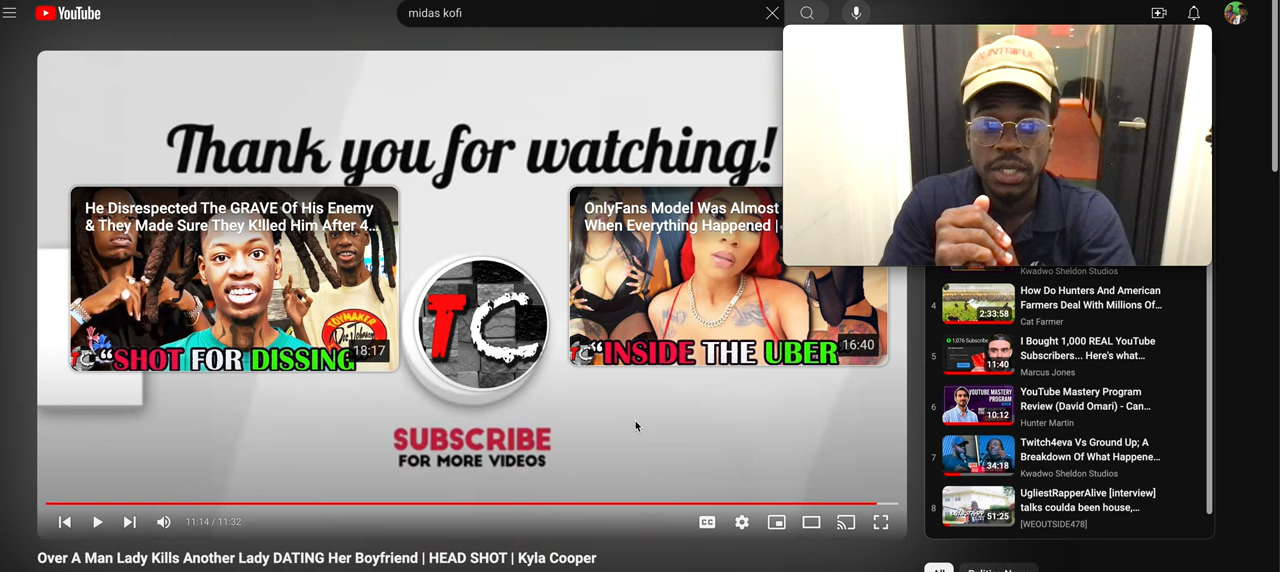 YouTube
midas kofi
Thank you for watching!
He Disrespected The GRAVE Of His Enemy
& They Made Sure They K!lled Him After 4...
"SHOT FOR DISSING
18:17
TC
OnlyFans Model Was Almost
When Everything Happened |
"INSIDE THE UBER
16:40
SUBSCRIBE
FOR MORE VIDEOS
11:14 / 11:32
CC
Over A Man Lady Kills Another Lady DATING Her Boyfriend | HEAD SHOT | Kyla Cooper
Kwadwo Sheldon Studios
4
How Do Hunters And American
Farmers Deal With Millions Of...
Cat Farmer
2:33:58
5
I Bought 1,000 REAL YouTube
Subscribers... Here's what...
Marcus Jones
11:40
6
YouTube Mastery Program
Review (David Omari) - Can...
Hunter Martin
10:12
7
Twitch4eva Vs Ground Up; A
Breakdown Of What Happene...
Kwadwo Sheldon Studios
34:18
8
UgliestRapperAlive [interview]
talks coulda been house,...
[WEOUTSIDE478]
51:25
All